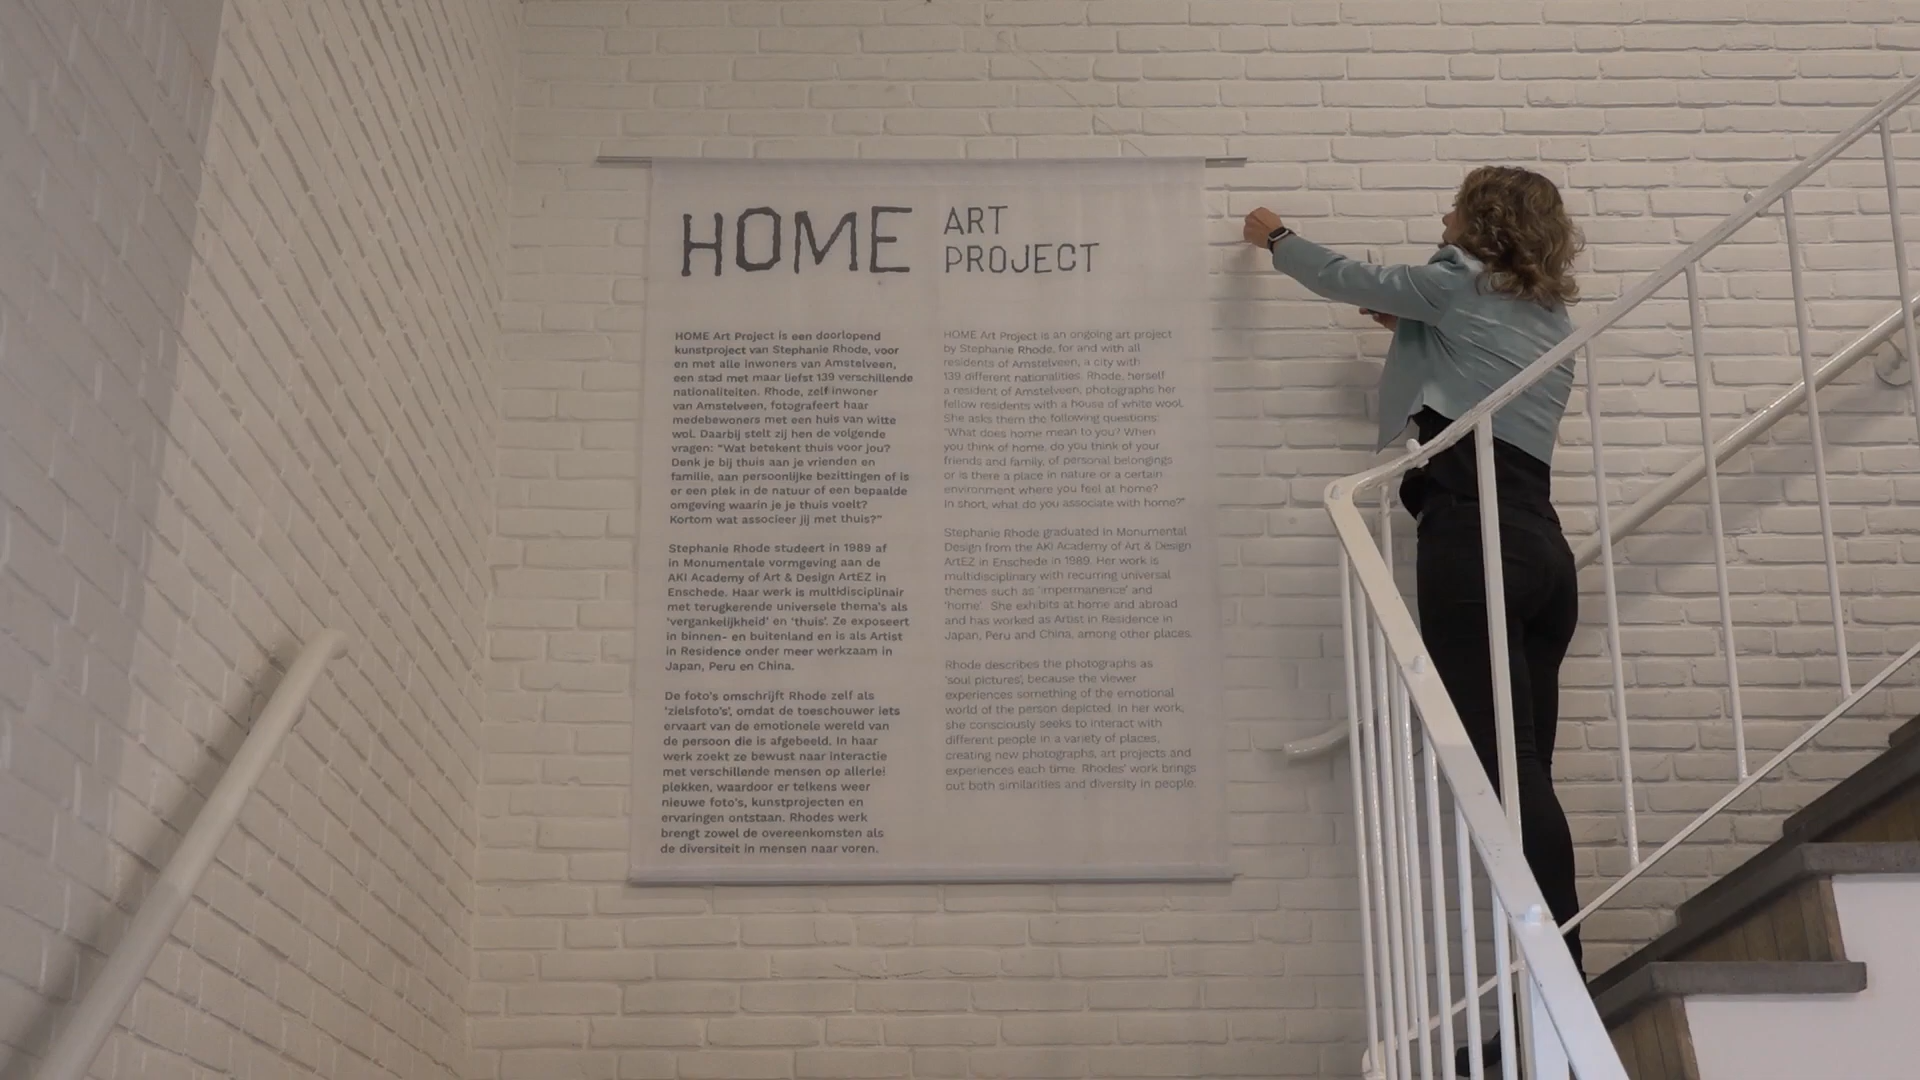 HOME
ART
PROJECT
HOME Art Project is een doorlopend
kunstproject van Stephanie Rhode, voor
en met alle inwoners van Amstelveen,
een stad met maar liefst 139 verschillende
nationaliteiten. Rhode, zelf inwoner
van Amstelveen, fotografeert haar
medebewoners met een huis van witte
wol. Daarbij stelt zij hen de volgende
vragen: "Wat betekent thuis voor jou?
Denk je bij thuis aan je vrienden en
familie, aan persoonlijke bezittingen of is
er een plek in de natuur of een bepaalde
omgeving waarin je je thuis voelt?
Kortom wat associeer jij met thuis?"
Stephanie Rhode studeert in 1989 af
in Monumentale vormgeving aan de
AKI Academy of Art & Design ArtEZ in
Enschede. Haar werk is multidisciplinair
met terugkerende universele thema's als
'vergankelijkheid' en 'thuis'. Ze exposeert
in binnen- en buitenland en is als Artist
in Residence onder meer werkzaam in
Japan, Peru en China.
De foto's omschrijft Rhode zelf als
'zielsfoto's', omdat de toeschouwer iets
ervaart van de emotionele wereld van
de persoon die is afgebeeld. In haar
werk zoekt ze bewust naar interactie
met verschillende mensen op allerlei
plekken, waardoor er telkens weer
nieuwe foto's, kunstprojecten en
ervaringen ontstaan. Rhodes werk
brengt zowel de overeenkomsten als
de diversiteit in mensen naar voren.
HOME Art Project is an ongoing art project
by Stephanie Rhode, for and with all
residents of Amstelveen, a city with
139 different nationalities. Rhode, herself
a resident of Amstelveen, photographs her
fellow residents with a house of white wool.
She asks them the following questions:
"What does home mean to you? When
you think of home, do you think of your
friends and family, of personal belongings
or is there a place in nature or a certain
environment where you feel at home?
In short, what do you associate with home?"
Stephanie Rhode graduated in Monumental
Design from the AKI Academy of Art & Design
ArtEZ in Enschede in 1989. Her work is
multidisciplinary with recurring universal
themes such as 'impermanence' and
'home'. She exhibits at home and abroad
and has worked as Artist in Residence in
Japan, Peru and China, among other places.
Rhode describes the photographs as
'soul pictures', because the viewer
experiences something of the emotional
world of the person depicted. In her work,
she consciously seeks to interact with
different people in a variety of places,
creating new photographs, art projects and
experiences each time. Rhodes' work brings
out both similarities and diversity in people.